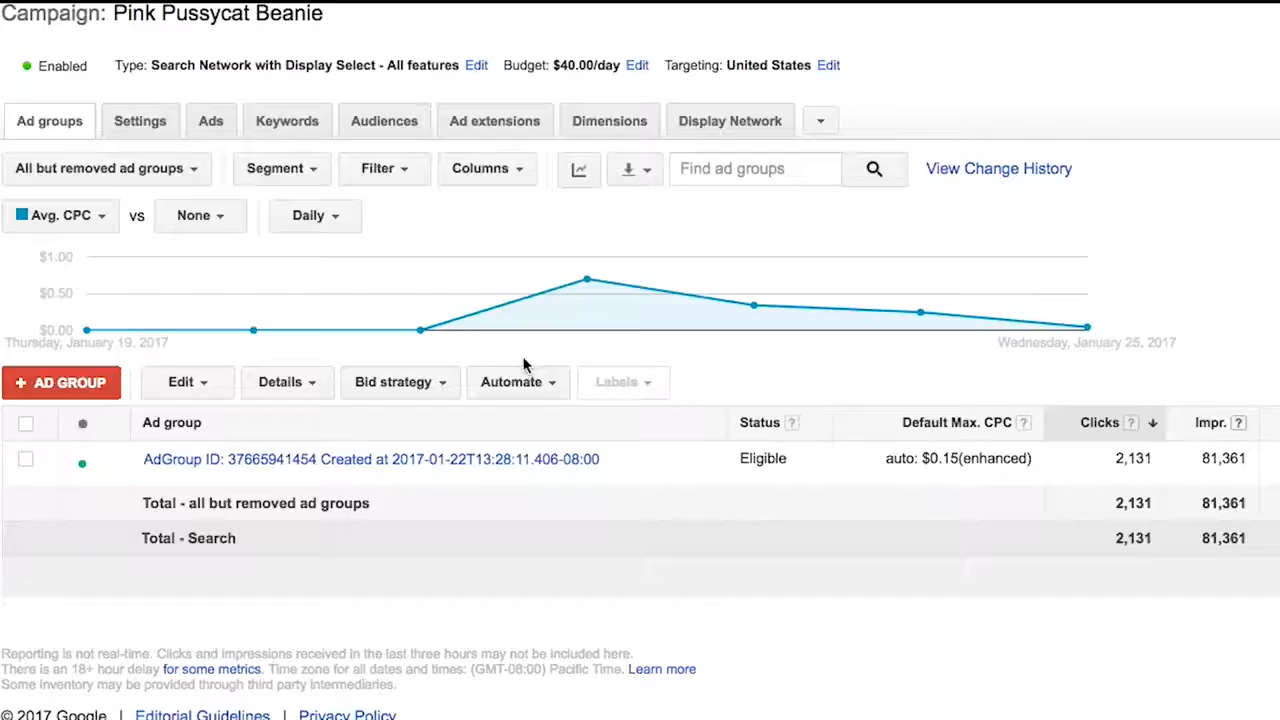 Campaign: Pink Pussycat Beanie
Enabled Type: Search Network with Display Select - All features Edit Budget: $40.00/day Edit Targeting: United States Edit
Ad groups Settings Ads Keywords Audiences Ad extensions Dimensions Display Network
All but removed ad groups Segment Filter Columns Find ad groups View Change History
Avg. CPC vs None Daily
$1.00
$0.50
$0.00
Thursday, January 19, 2017 Wednesday, January 25, 2017
+ AD GROUP Edit Details Bid strategy Automate Labels
Ad group Status ? Default Max. CPC ? Clicks ? Impr. ?
AdGroup ID: 37665941454 Created at 2017-01-22T13:28:11.406-08:00 Eligible auto: $0.15(enhanced) 2,131 81,361
Total - all but removed ad groups 2,131 81,361
Total - Search 2,131 81,361
Reporting is not real-time. Clicks and impressions received in the last three hours may not be included here.
There is an 18+ hour delay for some metrics. Time zone for all dates and times: (GMT-08:00) Pacific Time. Learn more
Some inventory may be provided through third party intermediaries.
© 2017 Google | Editorial Guidelines | Privacy Policy